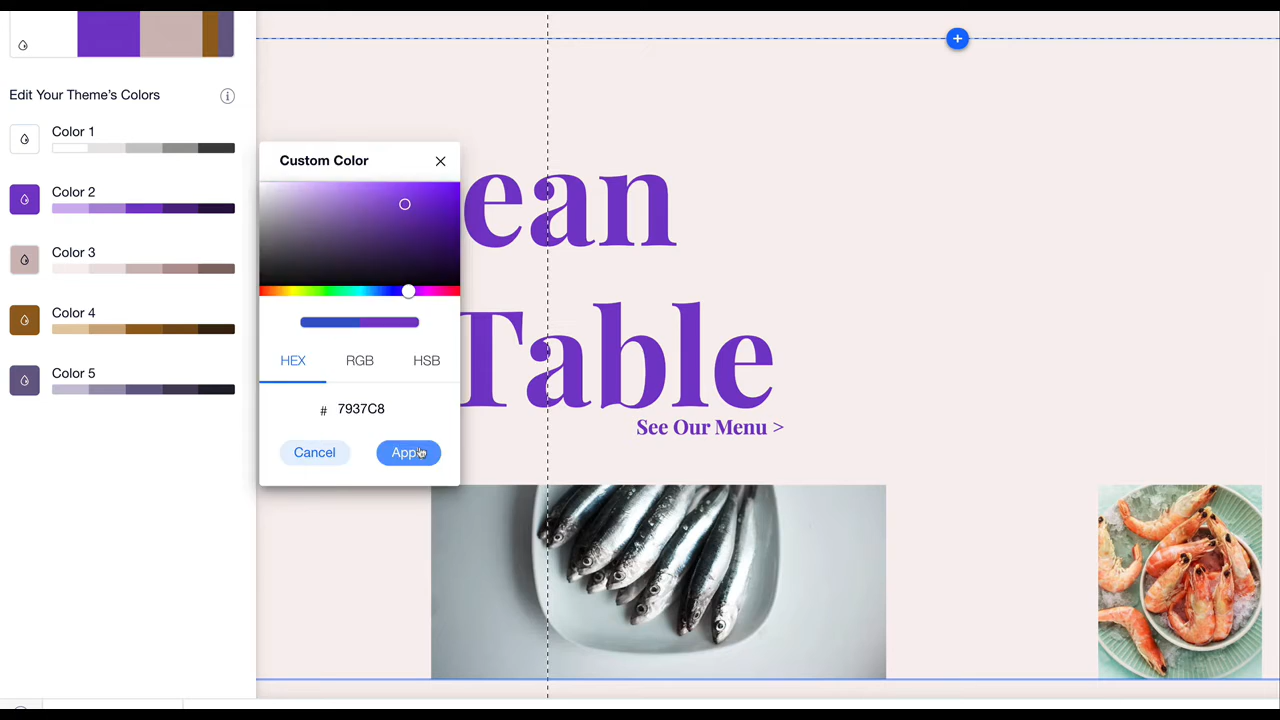 Edit Your Theme's Colors
Color 1
Color 2
Color 3
Color 4
Color 5
Custom Color
HEX
RGB
HSB
# 7937C8
Cancel
Apply
ean
Table
See Our Menu >